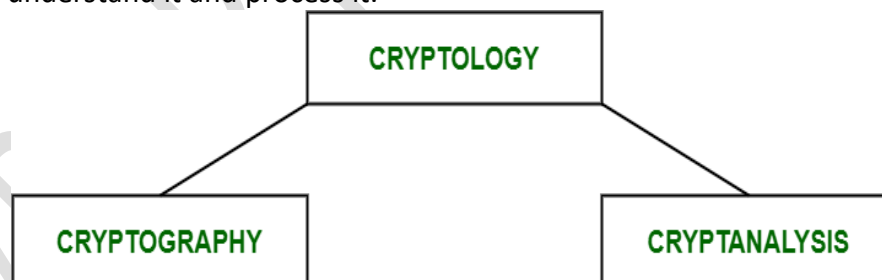 understand it and process it.
CRYPTOLOGY
CRYPTOGRAPHY
CRYPTANALYSIS